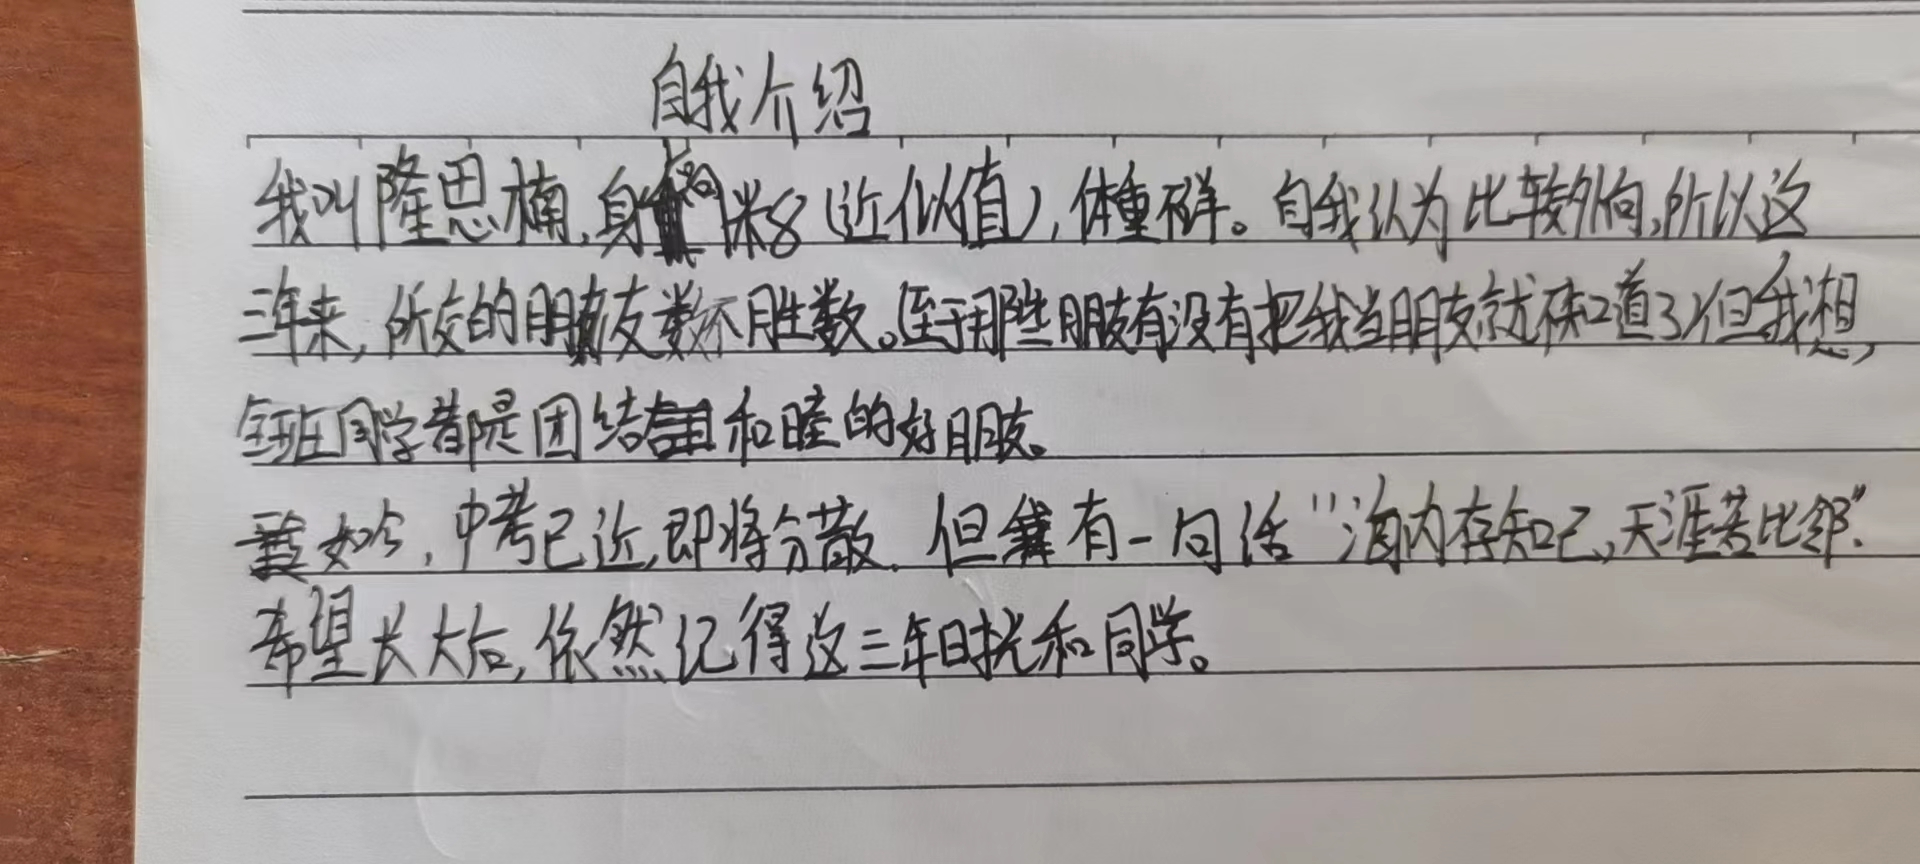 自我介绍
我叫隆思楠,身高1米8(近似值),体重不详。自我认为比较外向,所以这
三年来,所交的朋友数不胜数。至于那些朋友有没有把我当朋友就不知道了,但我想,
全班同学都是团结和睦的好朋友。
如今,中考已近,即将分散.但有一句话“海内存知己,天涯若比邻”.
希望长大后,依然记得这三年时光和同学。